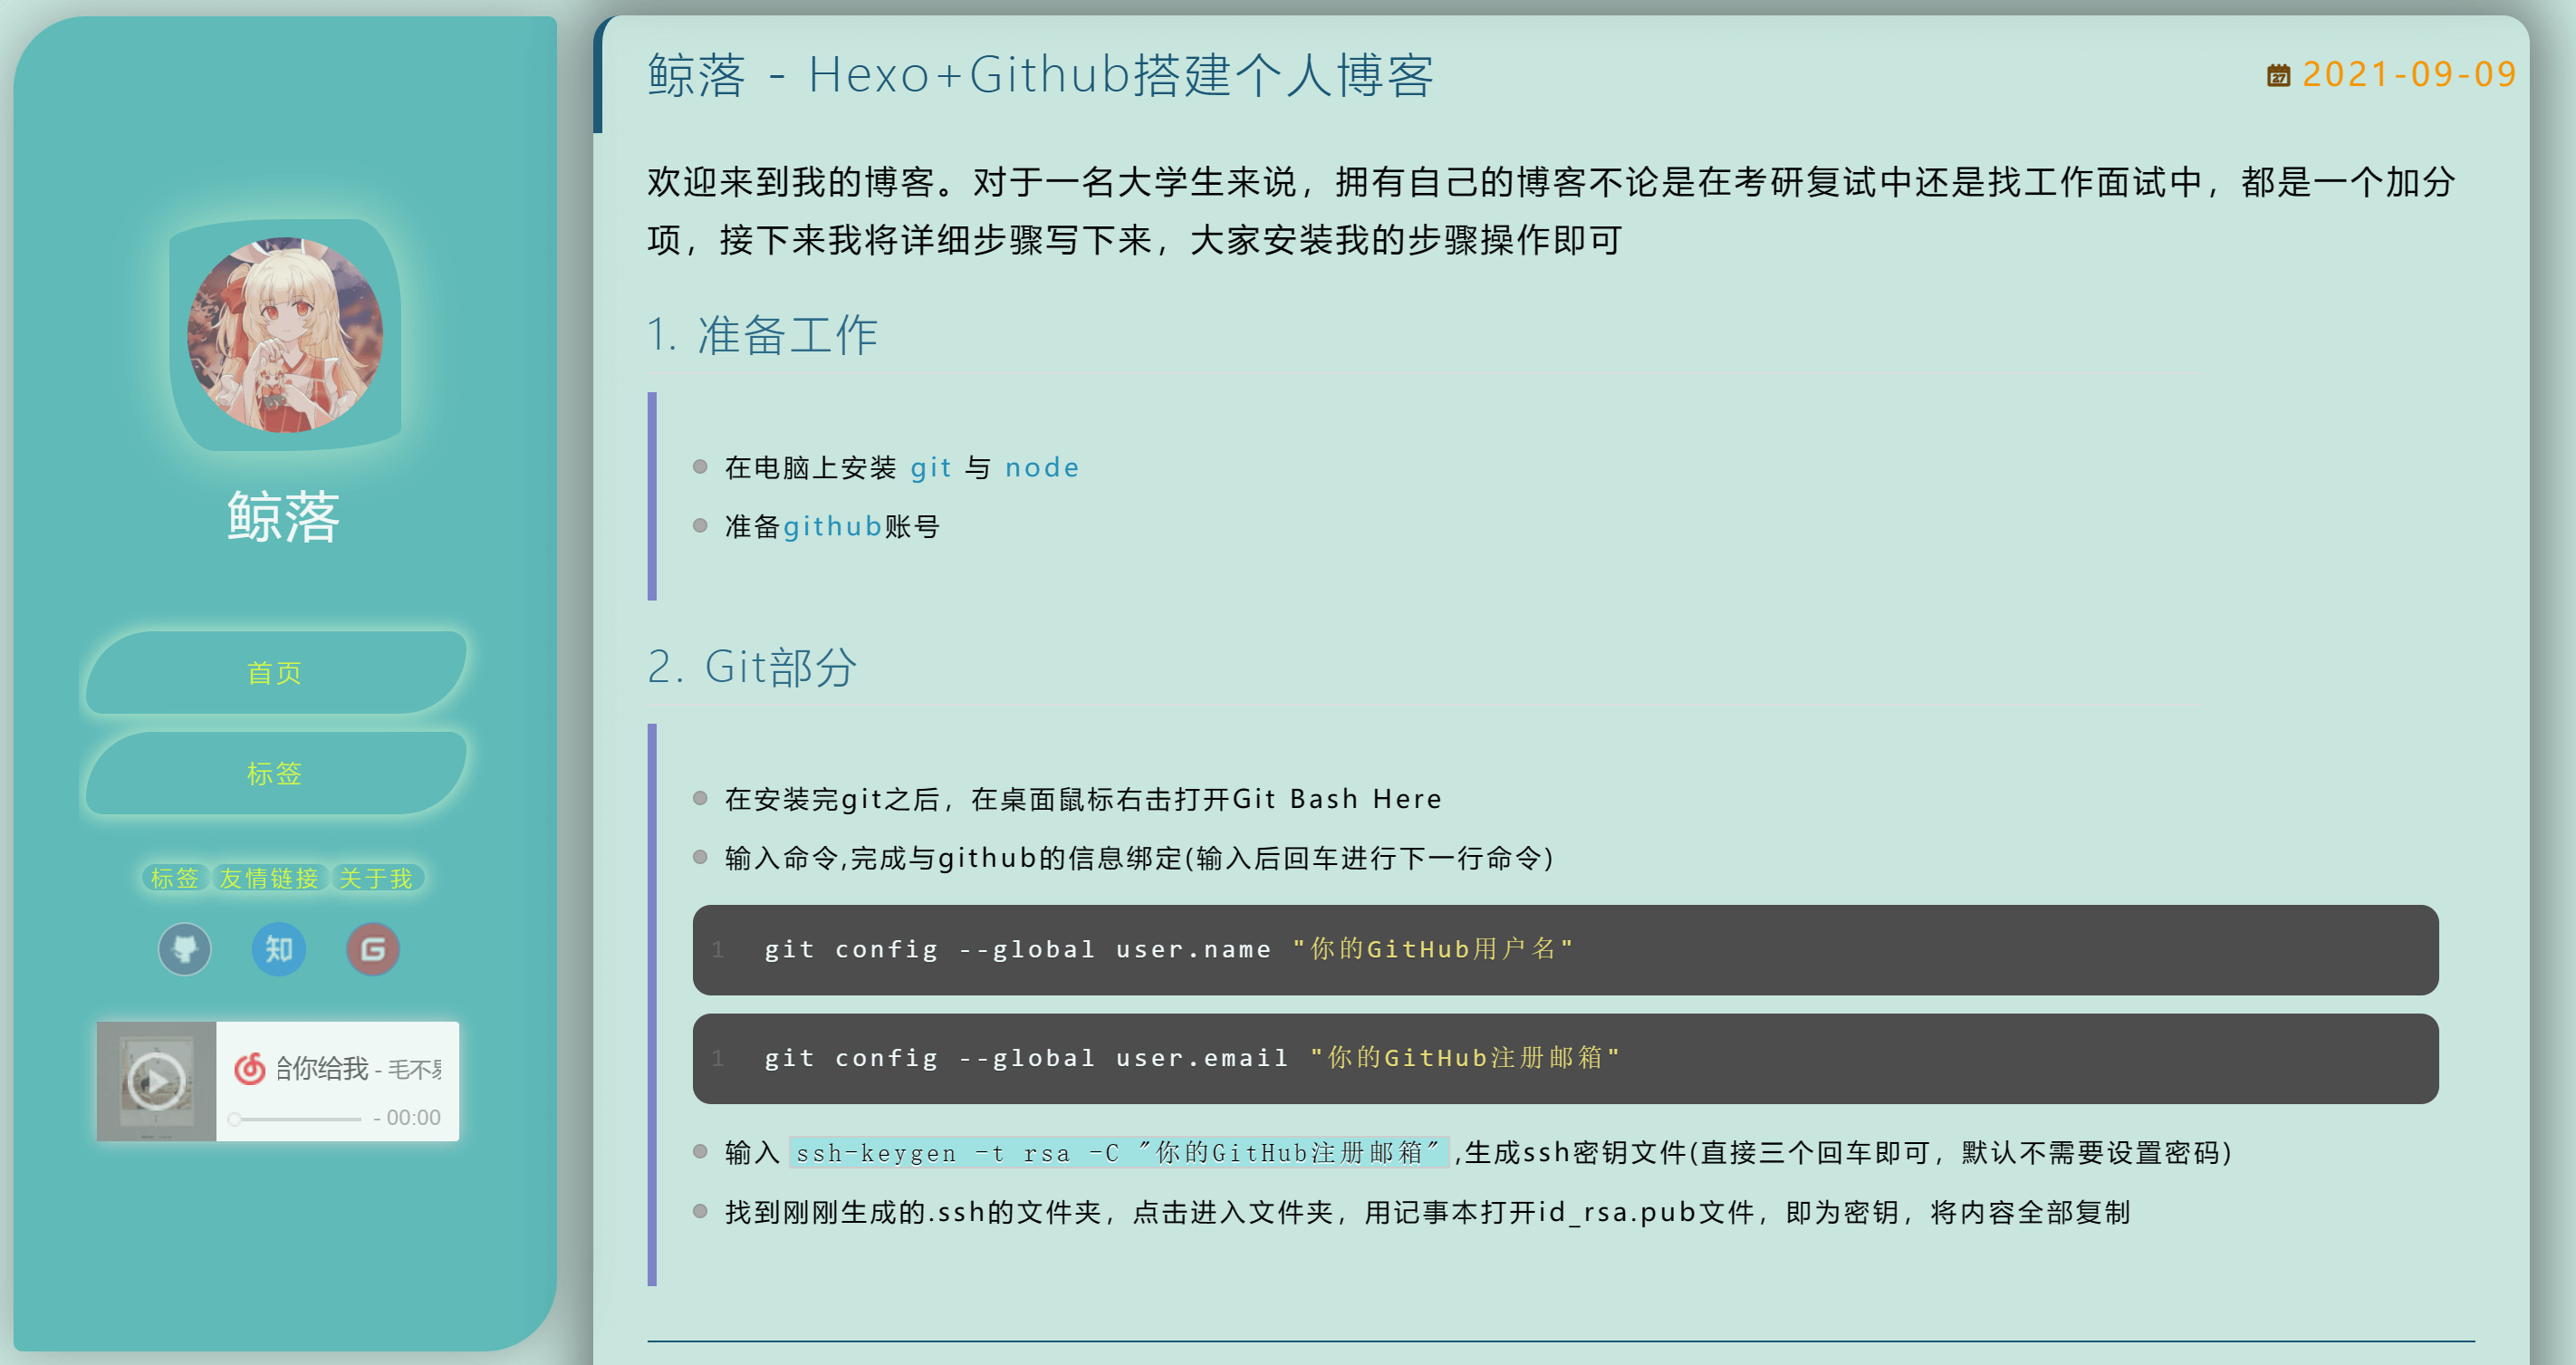 鲸落
首页
标签
标签 友情链接 关于我
知
给你给我 - 毛不
- 00:00
鲸落 - Hexo+Github搭建个人博客
2021-09-09
欢迎来到我的博客。对于一名大学生来说，拥有自己的博客不论是在考研复试中还是找工作面试中，都是一个加分
项，接下来我将详细步骤写下来，大家安装我的步骤操作即可
1. 准备工作
在电脑上安装 git 与 node
准备github账号
2. Git部分
在安装完git之后，在桌面鼠标右击打开Git Bash Here
输入命令,完成与github的信息绑定(输入后回车进行下一行命令)
1 git config --global user.name "你的GitHub用户名"
1 git config --global user.email "你的GitHub注册邮箱"
输入 ssh-keygen -t rsa -C "你的GitHub注册邮箱" ,生成ssh密钥文件(直接三个回车即可，默认不需要设置密码)
找到刚刚生成的.ssh的文件夹，点击进入文件夹，用记事本打开id_rsa.pub文件，即为密钥，将内容全部复制